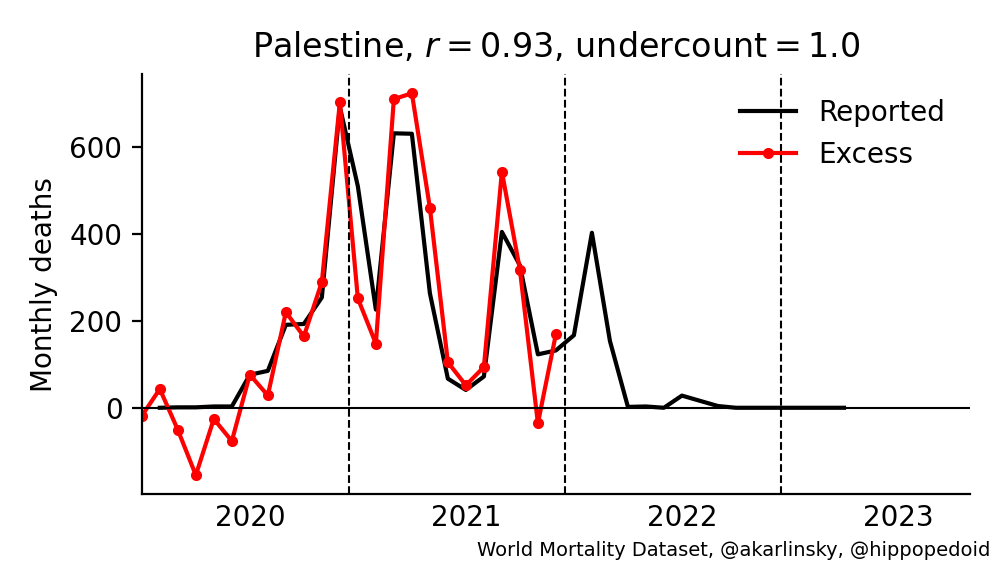 Palestine, r = 0.93, undercount = 1.0
Reported
Excess
Monthly deaths
600
400
200
0
2020 2021 2022 2023
World Mortality Dataset, @akarlinsky, @hippopedoid